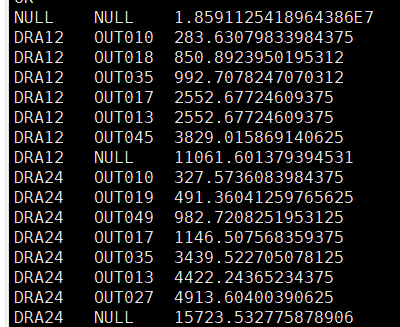 OK
NULL NULL 1.8591125418964386E7
DRA12 OUT010 283.63079833984375
DRA12 OUT018 850.8923950195312
DRA12 OUT035 992.7078247070312
DRA12 OUT017 2552.67724609375
DRA12 OUT013 2552.67724609375
DRA12 OUT045 3829.015869140625
DRA12 NULL 11061.601379394531
DRA24 OUT010 327.5736083984375
DRA24 OUT019 491.36041259765625
DRA24 OUT049 982.7208251953125
DRA24 OUT017 1146.507568359375
DRA24 OUT035 3439.522705078125
DRA24 OUT013 4422.24365234375
DRA24 OUT027 4913.60400390625
DRA24 NULL 15723.532775878906